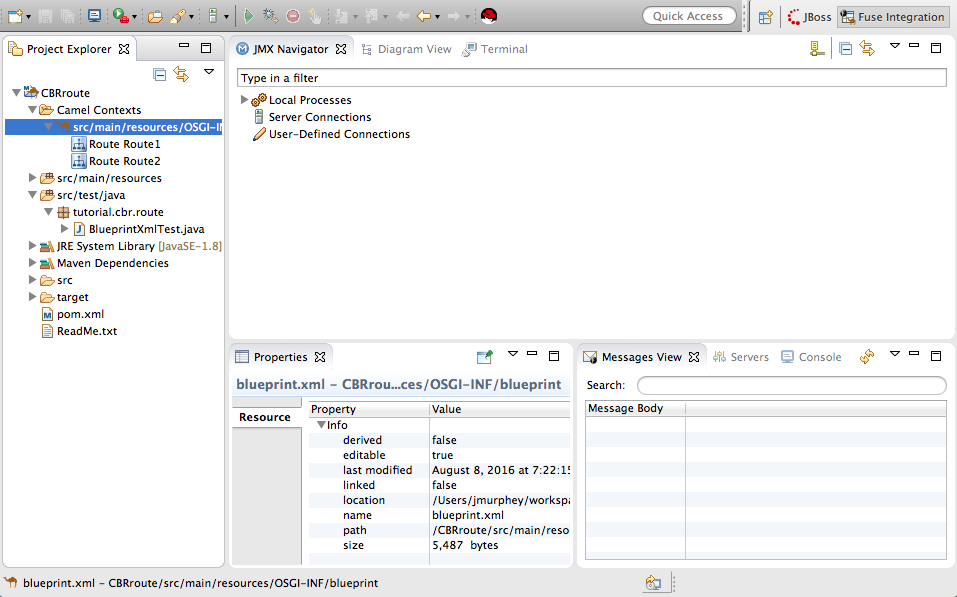 Quick Access
JBoss
Fuse Integration
Project Explorer
CBRroute
Camel Contexts
src/main/resources/OSGI-IN
Route Route1
Route Route2
src/main/resources
src/test/java
tutorial.cbr.route
BlueprintXmlTest.java
JRE System Library [JavaSE-1.8]
Maven Dependencies
src
target
pom.xml
ReadMe.txt
JMX Navigator
Diagram View
Terminal
Type in a filter
Local Processes
Server Connections
User-Defined Connections
Properties
blueprint.xml – CBRrou...ces/OSGI-INF/blueprint
Resource
Property Value
Info
derived false
editable true
last modified August 8, 2016 at 7:22:15
linked false
location /Users/jmurphey/workspa
name blueprint.xml
path /CBRroute/src/main/reso
size 5,487 bytes
Messages View
Servers
Console
Search:
Message Body
blueprint.xml – CBRroute/src/main/resources/OSGI-INF/blueprint